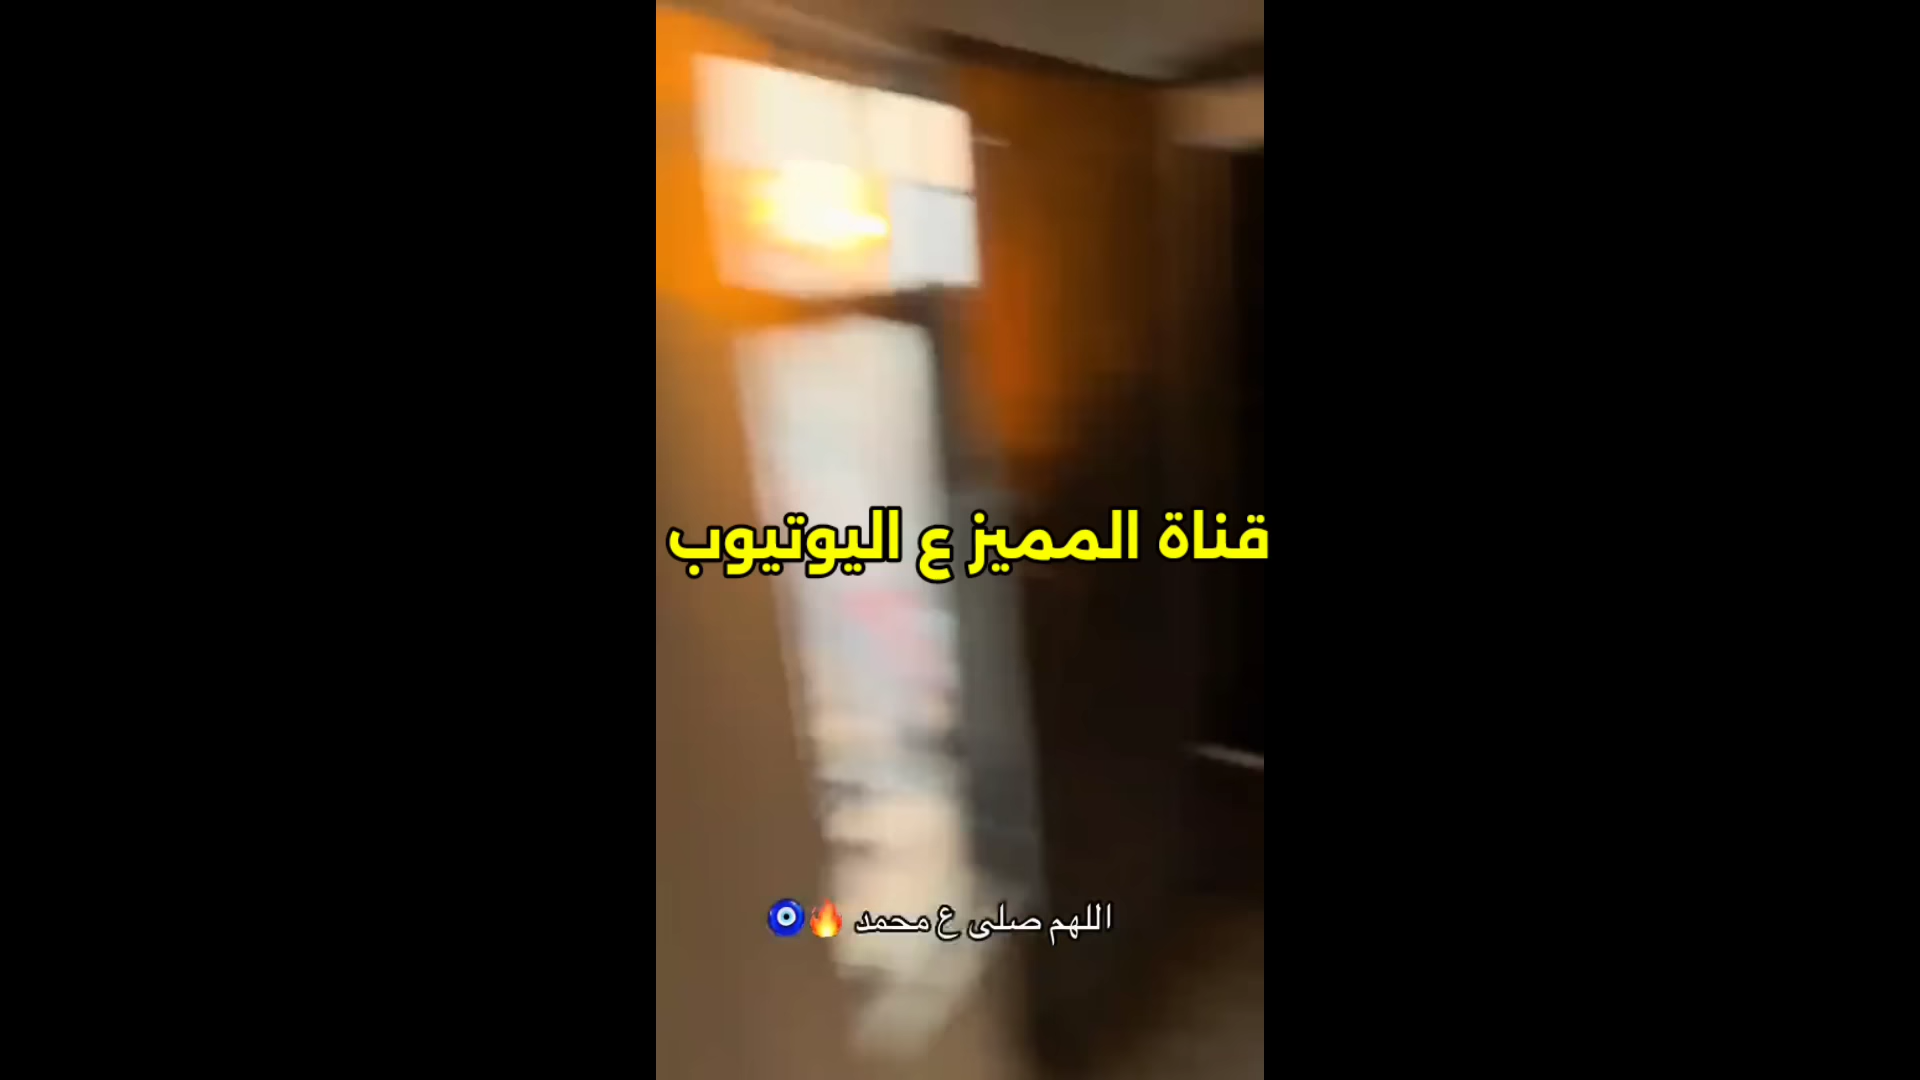 قناة المميز ع اليوتيوب
اللهم صلى ع محمد 🔥🧿